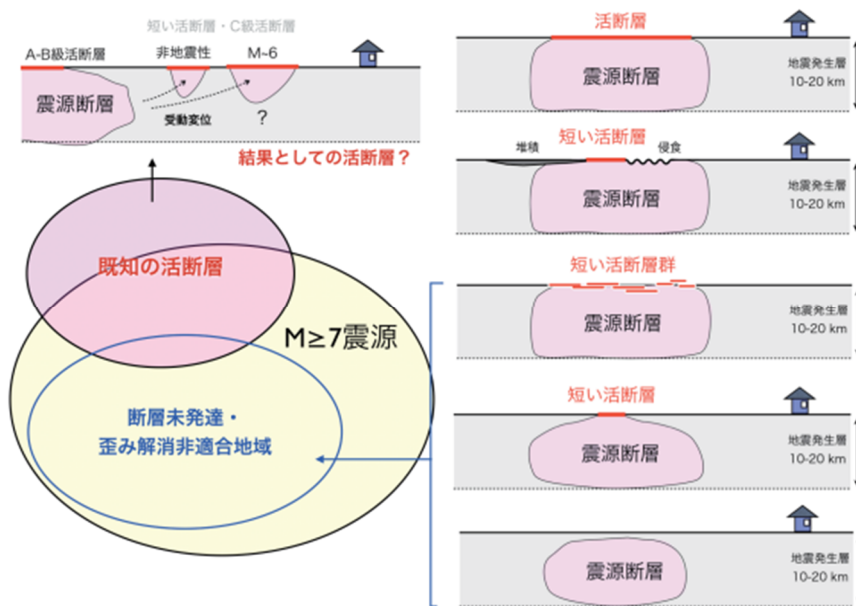 短い活断層・C級活断層
A-B級活断層
非地震性
M~6
震源断層
受動変位
?
結果としての活断層？
既知の活断層
M≥7震源
断層未発達・
歪み解消非適合地域
活断層
震源断層
地震発生層
10-20 km
短い活断層
堆積
侵食
震源断層
地震発生層
10-20 km
短い活断層群
震源断層
地震発生層
10-20 km
短い活断層
震源断層
地震発生層
10-20 km
震源断層
地震発生層
10-20 km